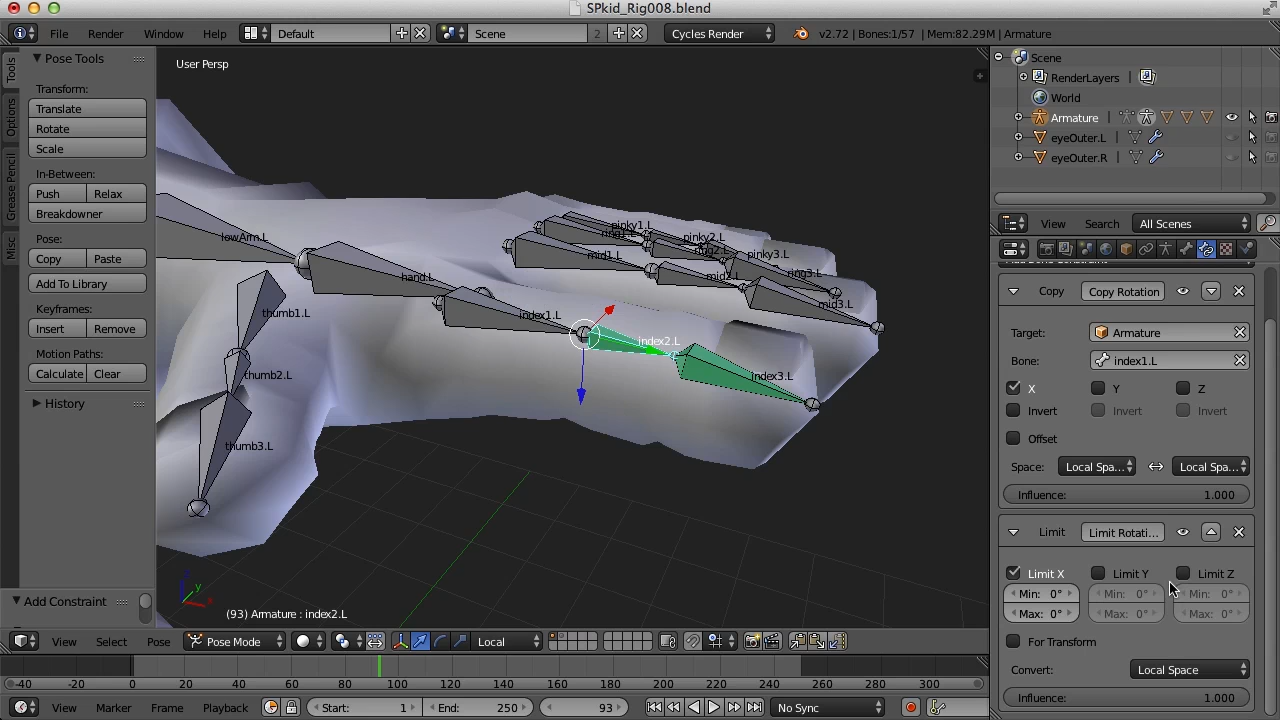 SPkid_Rig008.blend
File Render Window Help Default Scene 2 Cycles Render v2.72 | Bones:1/57 | Mem:82.29M | Armature
Tools
Options
Grease Pencil
Misc
Pose Tools
Transform:
Translate
Rotate
Scale
In-Between:
Push Relax
Breakdowner
Pose:
Copy Paste
Add To Library
Keyframes:
Insert Remove
Motion Paths:
Calculate Clear
History
Add Constraint
User Persp
lowArm.L
hand.L
thumb1.L
thumb2.L
thumb3.L
index1.L
index2.L
index3.L
mid1.L
mid2.L
mid3.L
ring2.L
ring3.L
pinky1.L
pinky2.L
pinky3.L
y
(93) Armature : index2.L
View Select Pose Pose Mode Local
-40 -20 0 20 40 60 80 100 120 140 160 180 200 220 240 260 280 300
View Marker Frame Playback Start: 1 End: 250 93 No Sync
Scene
RenderLayers
World
Armature
eyeOuter.L
eyeOuter.R
View Search All Scenes
Copy Copy Rotation
Target: Armature
Bone: index1.L
X Y Z
Invert Invert Invert
Offset
Space: Local Spa... Local Spa...
Influence: 1.000
Limit Limit Rotati...
Limit X Limit Y Limit Z
Min: 0° Min: 0° Min: 0°
Max: 0° Max: 0° Max: 0°
For Transform
Convert: Local Space
Influence: 1.000